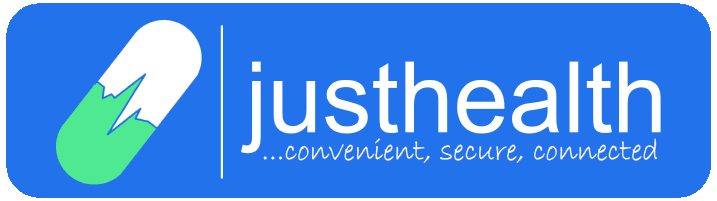 justhealth
...convenient, secure, connected